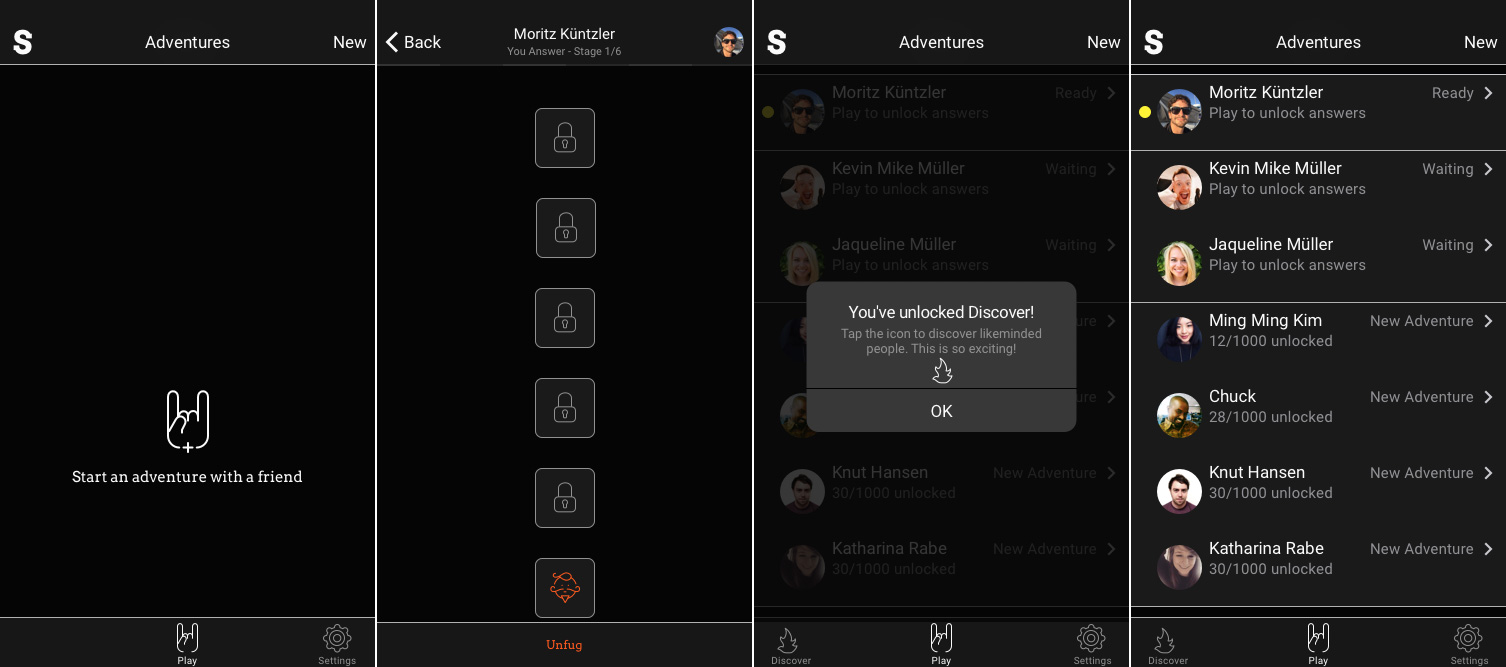 S
Adventures
New
Start an adventure with a friend
Play
Settings
Back
Moritz Küntzler
You Answer - Stage 1/6
Unfug
S
Adventures
New
Moritz Küntzler
Ready
Play to unlock answers
Kevin Mike Müller
Waiting
Play to unlock answers
Jaqueline Müller
Waiting
Play to unlock answers
ure
You've unlocked Discover!
Tap the icon to discover likeminded
people. This is so exciting!
ure
OK
Knut Hansen
New Adventure
30/1000 unlocked
Katharina Rabe
New Adventure
30/1000 unlocked
Discover
Play
Settings
S
Adventures
New
Moritz Küntzler
Ready
Play to unlock answers
Kevin Mike Müller
Waiting
Play to unlock answers
Jaqueline Müller
Waiting
Play to unlock answers
Ming Ming Kim
New Adventure
12/1000 unlocked
Chuck
New Adventure
28/1000 unlocked
Knut Hansen
New Adventure
30/1000 unlocked
Katharina Rabe
New Adventure
30/1000 unlocked
Discover
Play
Settings